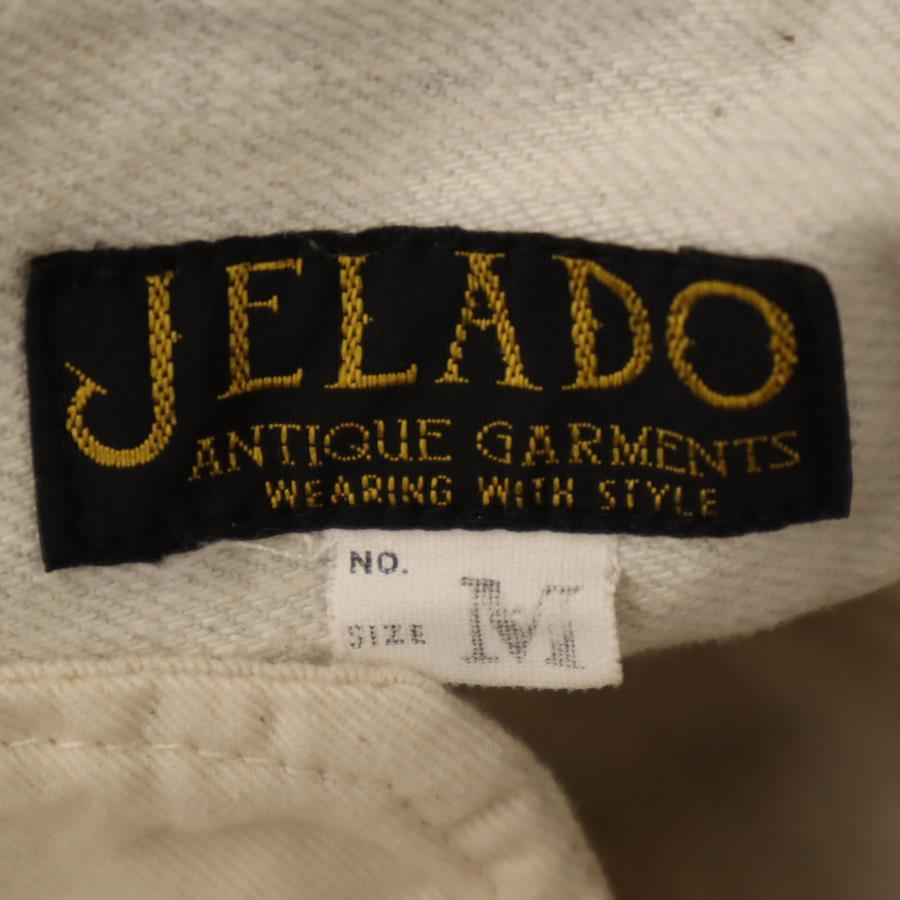 JELADO
ANTIQUE GARMENTS
WEARING WITH STYLE
NO.
SIZE M